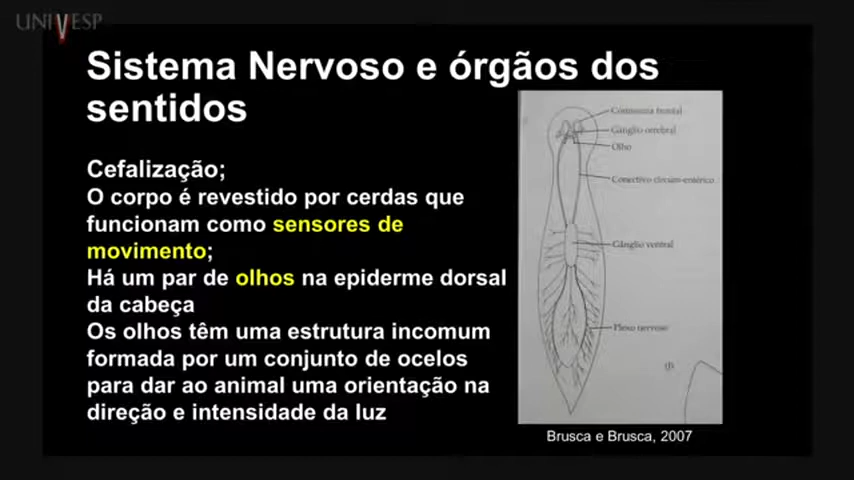 UNIVESP
Sistema Nervoso e órgãos dos
sentidos
Cefalização;
O corpo é revestido por cerdas que
funcionam como sensores de
movimento;
Há um par de olhos na epiderme dorsal
da cabeça
Os olhos têm uma estrutura incomum
formada por um conjunto de ocelos
para dar ao animal uma orientação na
direção e intensidade da luz
Comissura frontal
Gânglio cerebral
Olho
Conectivo circum-entérico
Gânglio ventral
Plexo nervoso
(f)
Brusca e Brusca, 2007